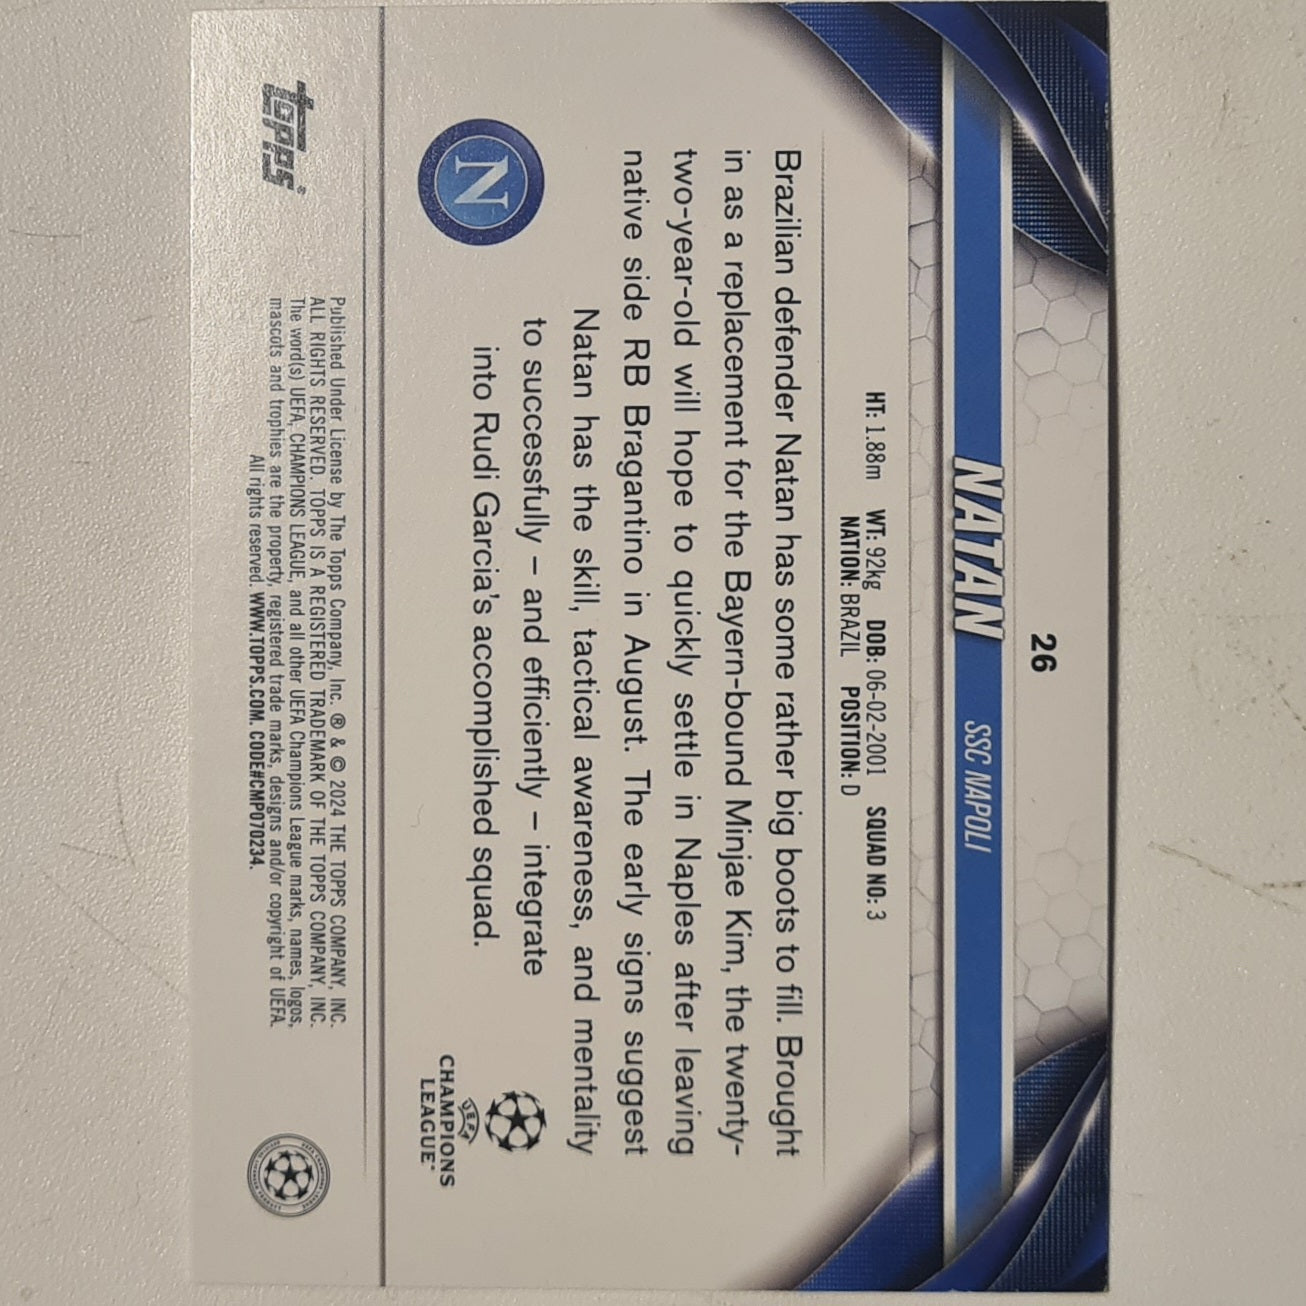 26
NATAN SSC NAPOLI
HT: 1.88m WT: 92kg DOB: 06-02-2001 SQUAD NO: 3
NATION: BRAZIL POSITION: D
Brazilian defender Natan has some rather big boots to fill. Brought
in as a replacement for the Bayern-bound Minjae Kim, the twenty-
two-year-old will hope to quickly settle in Naples after leaving
native side RB Bragantino in August. The early signs suggest
Natan has the skill, tactical awareness, and mentality
to successfully – and efficiently – integrate
into Rudi Garcia's accomplished squad.
N
UEFA
CHAMPIONS
LEAGUE®
topps®
Published Under License by The Topps Company, Inc. ® & © 2024 THE TOPPS COMPANY, INC.
ALL RIGHTS RESERVED. TOPPS IS A REGISTERED TRADEMARK OF THE TOPPS COMPANY, INC.
The word(s) UEFA, CHAMPIONS LEAGUE, and all other UEFA Champions League marks, names, logos,
mascots and trophies are the property, registered trade marks, designs and/or copyright of UEFA.
All rights reserved. WWW.TOPPS.COM. CODE#CMP070234.